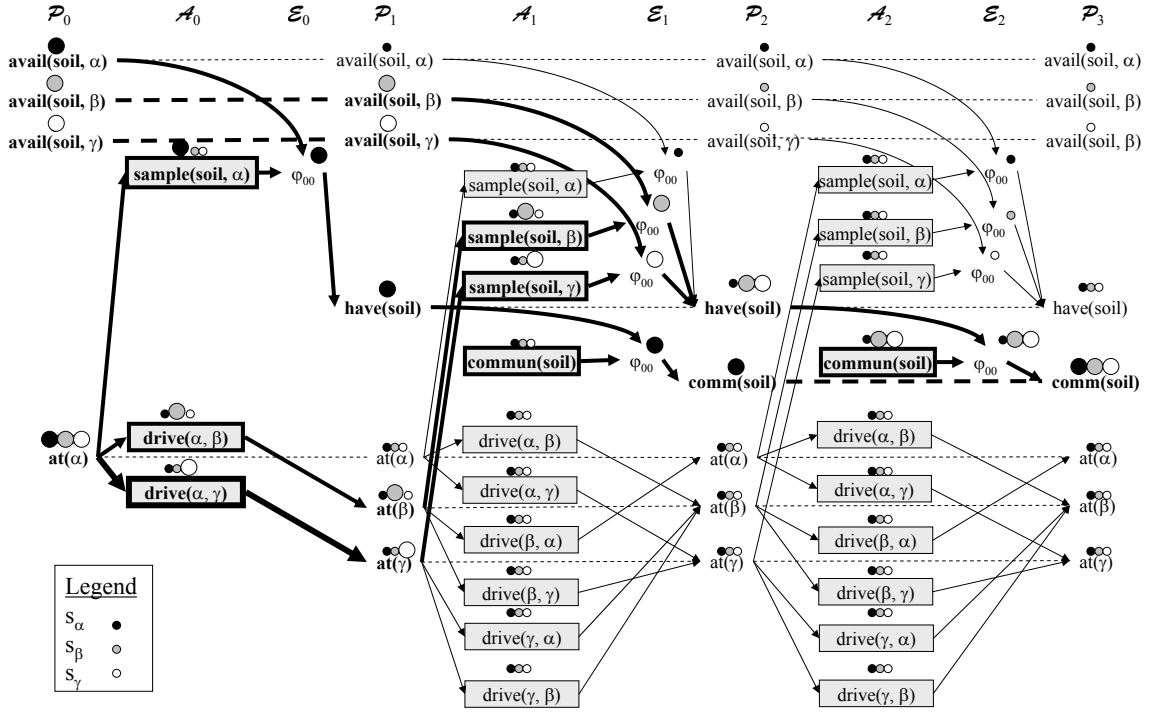 P0 A0 E0 P1 A1 E1 P2 A2 E2 P3
avail(soil, α) avail(soil, α) avail(soil, α) avail(soil, α)
avail(soil, β) avail(soil, β) avail(soil, β) avail(soil, β)
avail(soil, γ) avail(soil, γ) avail(soil, γ) avail(soil, β)
sample(soil, α) φ00 sample(soil, α) φ00 sample(soil, α) φ00
sample(soil, β) φ00 sample(soil, β) φ00
sample(soil, γ) φ00 sample(soil, γ) φ00
have(soil) have(soil) have(soil)
commun(soil) φ00 commun(soil) φ00
comm(soil) comm(soil)
drive(α, β) drive(α, β) drive(α, β)
at(α) at(α) at(α) at(α)
drive(α, γ) drive(α, γ) drive(α, γ)
at(β) at(β) at(β)
drive(β, α) drive(β, α)
at(γ) at(γ) at(γ)
drive(β, γ) drive(β, γ)
drive(γ, α) drive(γ, α)
drive(γ, β) drive(γ, β)
Legend
sα
sβ
sγ